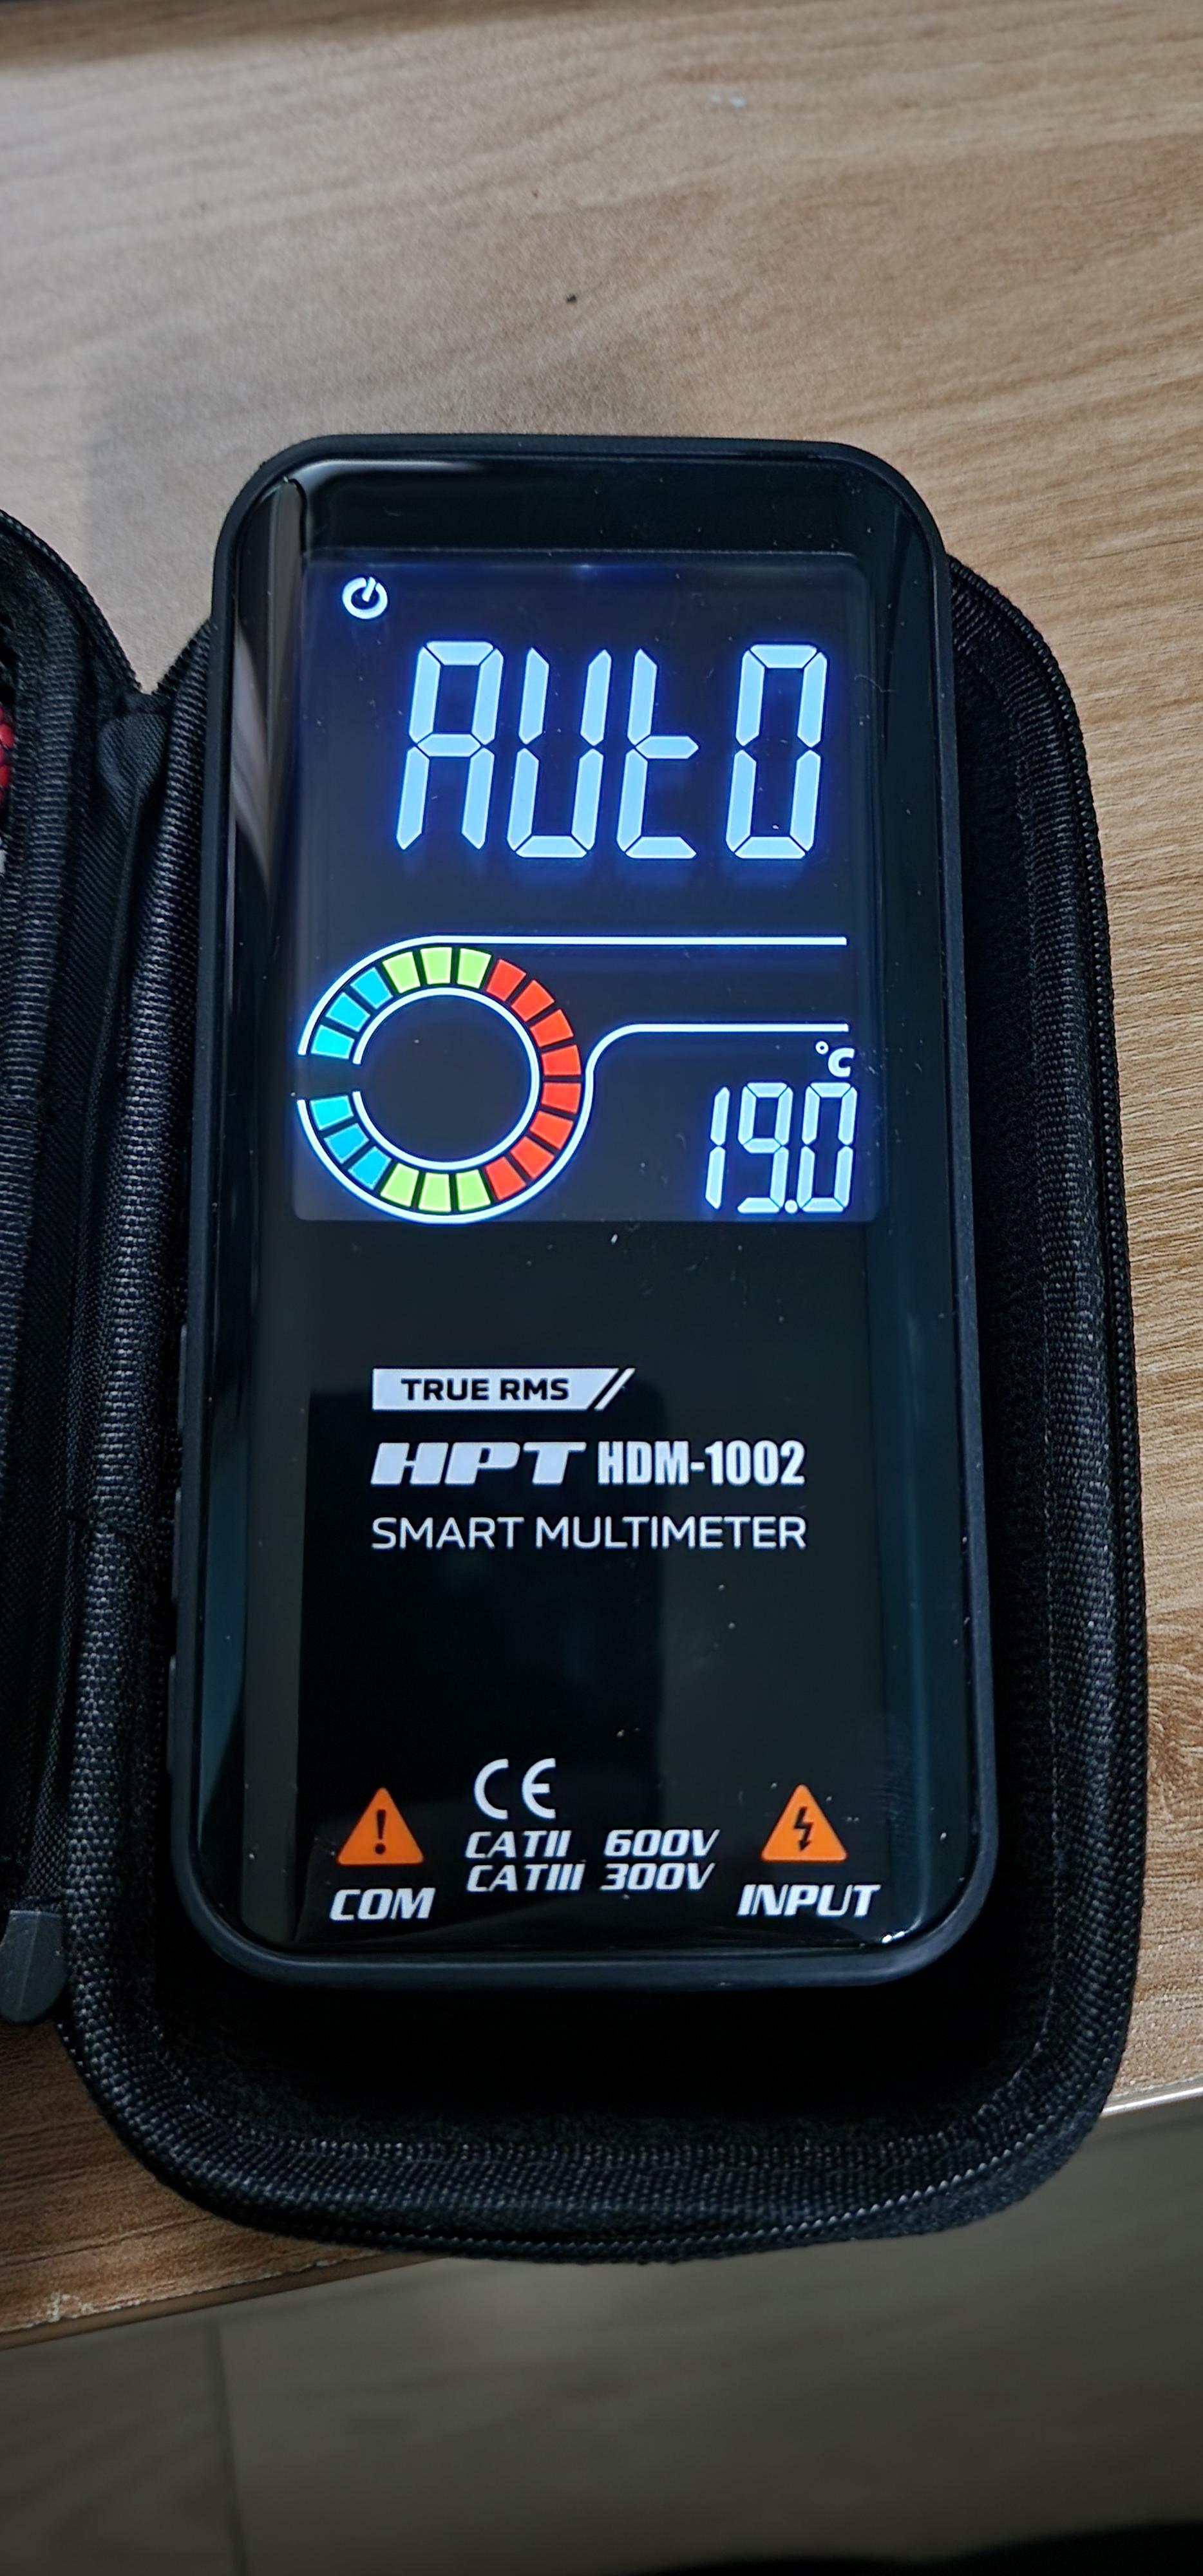 AUtO
°C
19.0
TRUE RMS
HPT HDM-1002
SMART MULTIMETER
CE
CATII 600V
CATIII 300V
COM
INPUT